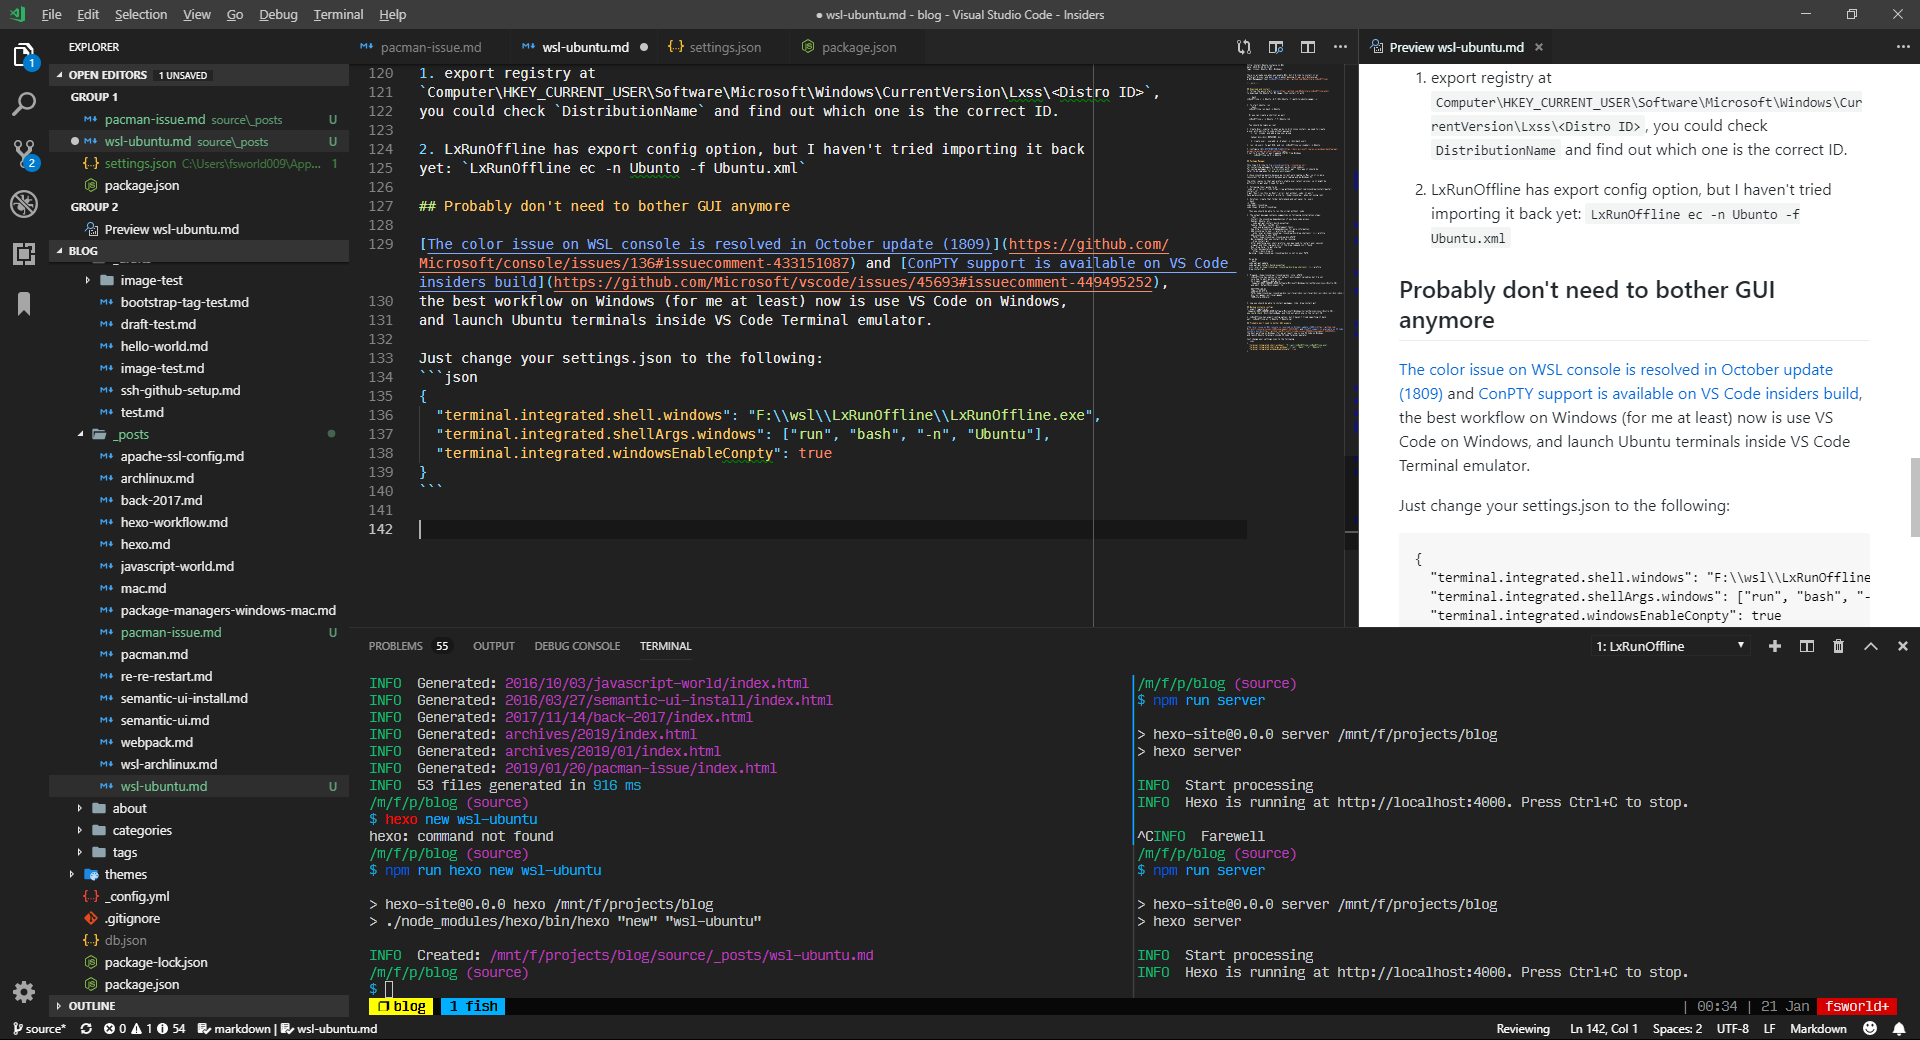 File Edit Selection View Go Debug Terminal Help
● wsl-ubuntu.md - blog - Visual Studio Code - Insiders
EXPLORER
OPEN EDITORS 1 UNSAVED
GROUP 1
pacman-issue.md source\_posts U
wsl-ubuntu.md source\_posts U
settings.json C:\Users\fsworld009\App... 1
package.json
GROUP 2
Preview wsl-ubuntu.md
BLOG
image-test
bootstrap-tag-test.md
draft-test.md
hello-world.md
image-test.md
ssh-github-setup.md
test.md
_posts
apache-ssl-config.md
archlinux.md
back-2017.md
hexo-workflow.md
hexo.md
javascript-world.md
mac.md
package-managers-windows-mac.md
pacman-issue.md U
pacman.md
re-re-restart.md
semantic-ui-install.md
semantic-ui.md
webpack.md
wsl-archlinux.md
wsl-ubuntu.md U
about
categories
tags
themes
_config.yml
.gitignore
db.json
package-lock.json
package.json
OUTLINE
pacman-issue.md wsl-ubuntu.md settings.json package.json
120 1. export registry at
121 `Computer\HKEY_CURRENT_USER\Software\Microsoft\Windows\CurrentVersion\Lxss\<Distro ID>`,
122 you could check `DistributionName` and find out which one is the correct ID.
123
124 2. LxRunOffline has export config option, but I haven't tried importing it back
125 yet: `LxRunOffline ec -n Ubunto -f Ubuntu.xml`
126
127 ## Probably don't need to bother GUI anymore
128
129 [The color issue on WSL console is resolved in October update (1809)](https://github.com/
Microsoft/console/issues/136#issuecomment-433151087) and [ConPTY support is available on VS Code
insiders build](https://github.com/Microsoft/vscode/issues/45693#issuecomment-449495252),
130 the best workflow on Windows (for me at least) now is use VS Code on Windows,
131 and launch Ubuntu terminals inside VS Code Terminal emulator.
132
133 Just change your settings.json to the following:
134 ```json
135 {
136 "terminal.integrated.shell.windows": "F:\\wsl\\LxRunOffline\\LxRunOffline.exe",
137 "terminal.integrated.shellArgs.windows": ["run", "bash", "-n", "Ubuntu"],
138 "terminal.integrated.windowsEnableConpty": true
139 }
140 ```
141
142
Preview wsl-ubuntu.md
1. export registry at
Computer\HKEY_CURRENT_USER\Software\Microsoft\Windows\Cur
rentVersion\Lxss\<Distro ID> , you could check
DistributionName and find out which one is the correct ID.
2. LxRunOffline has export config option, but I haven't tried
importing it back yet: LxRunOffline ec -n Ubunto -f
Ubuntu.xml
Probably don't need to bother GUI
anymore
The color issue on WSL console is resolved in October update
(1809) and ConPTY support is available on VS Code insiders build,
the best workflow on Windows (for me at least) now is use VS
Code on Windows, and launch Ubuntu terminals inside VS Code
Terminal emulator.
Just change your settings.json to the following:
{
"terminal.integrated.shell.windows": "F:\\wsl\\LxRunOffline
"terminal.integrated.shellArgs.windows": ["run", "bash", "-
"terminal.integrated.windowsEnableConpty": true
PROBLEMS 55 OUTPUT DEBUG CONSOLE TERMINAL
1: LxRunOffline
INFO Generated: 2016/10/03/javascript-world/index.html
INFO Generated: 2016/03/27/semantic-ui-install/index.html
INFO Generated: 2017/11/14/back-2017/index.html
INFO Generated: archives/2019/index.html
INFO Generated: archives/2019/01/index.html
INFO Generated: 2019/01/20/pacman-issue/index.html
INFO 53 files generated in 916 ms
/m/f/p/blog (source)
$ hexo new wsl-ubuntu
hexo: command not found
/m/f/p/blog (source)
$ npm run hexo new wsl-ubuntu
> hexo-site@0.0.0 hexo /mnt/f/projects/blog
> ./node_modules/hexo/bin/hexo "new" "wsl-ubuntu"
INFO Created: /mnt/f/projects/blog/source/_posts/wsl-ubuntu.md
/m/f/p/blog (source)
$
/m/f/p/blog (source)
$ npm run server
> hexo-site@0.0.0 server /mnt/f/projects/blog
> hexo server
INFO Start processing
INFO Hexo is running at http://localhost:4000. Press Ctrl+C to stop.
^CINFO Farewell
/m/f/p/blog (source)
$ npm run server
> hexo-site@0.0.0 server /mnt/f/projects/blog
> hexo server
INFO Start processing
INFO Hexo is running at http://localhost:4000. Press Ctrl+C to stop.
❐ blog 1 fish | 00:34 | 21 Jan fsworld+
source* 0 1 54 markdown | wsl-ubuntu.md
Reviewing Ln 142, Col 1 Spaces: 2 UTF-8 LF Markdown
1
2